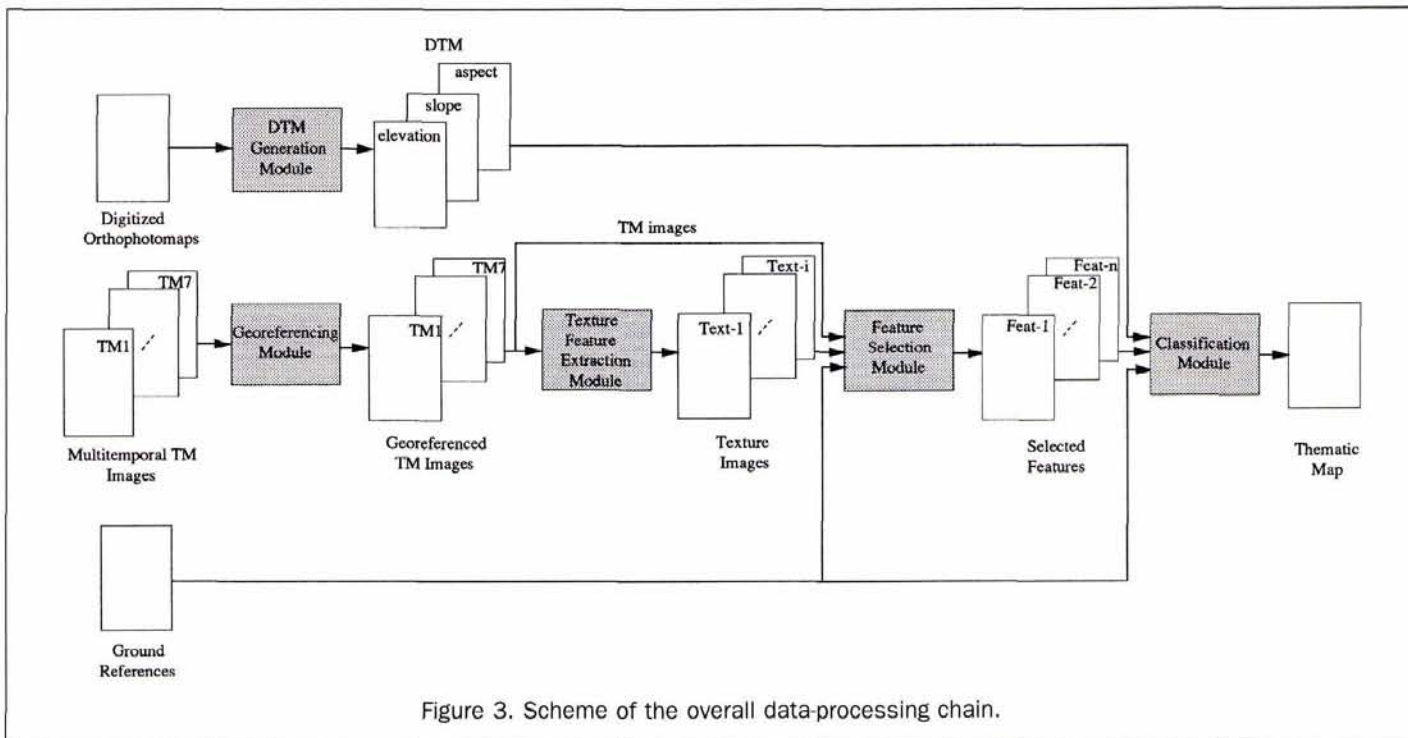 DTM
aspect
slope
elevation
DTM
Generation
Module
Digitized
Orthophotomaps
TM images
TM7
TM1
Multitemporal TM
Images
Georeferencing
Module
TM7
TM1
Georeferenced
TM Images
Texture
Feature
Extraction
Module
Text-i
Text-1
Texture
Images
Feature
Selection
Module
Feat-n
Feat-2
Feat-1
Selected
Features
Classification
Module
Thematic
Map
Ground
References
Figure 3. Scheme of the overall data-processing chain.